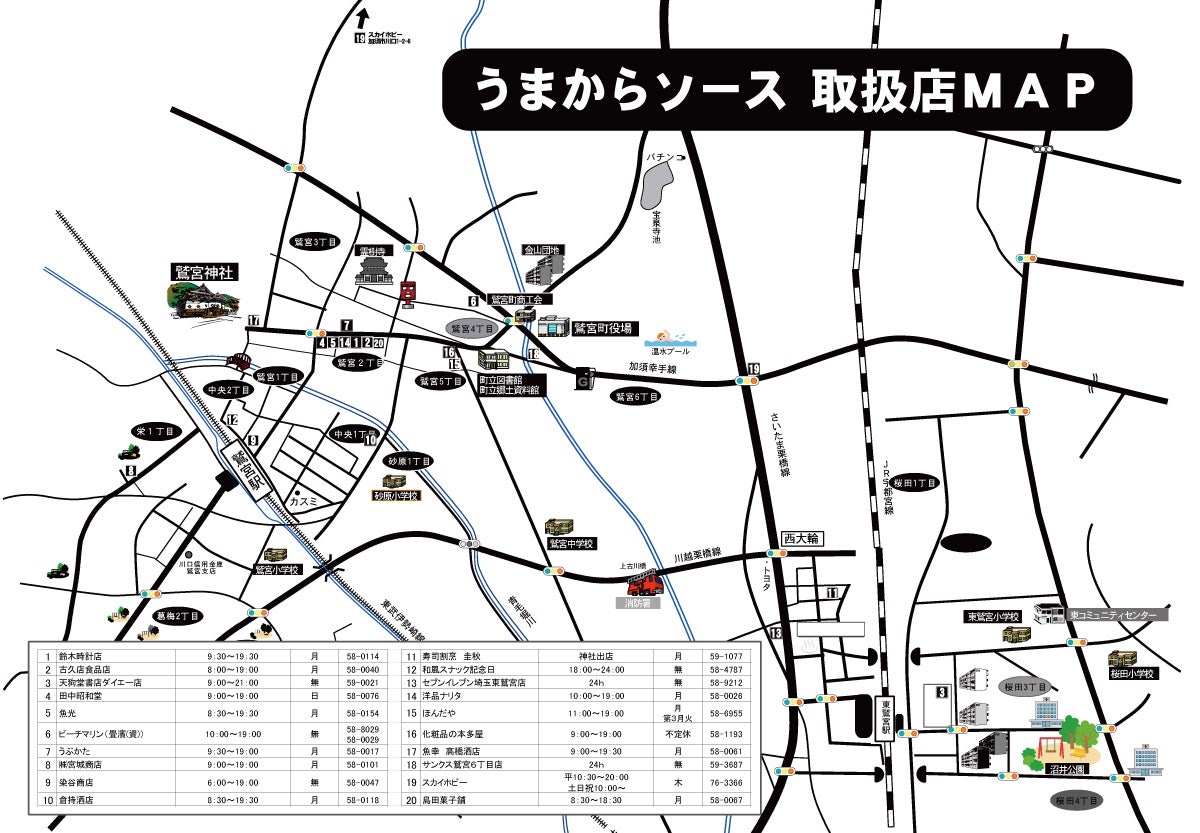 19 スカイホビー
加須市川口1-2-6
うまからソース 取扱店MAP
パチンコ
宝泉寺池
鷲宮3丁目
霊樹寺
金山団地
鷲宮神社
6
鷲宮町商工会
17
7
鷲宮4丁目
鷲宮町役場
4 5 14 1 2 20
16
15
18
温水プール
鷲宮2丁目
町立図書館
町立郷土資料館
G
加須幸手線
19
鷲宮1丁目
鷲宮5丁目
鷲宮6丁目
中央2丁目
12
栄1丁目
9
中央1丁目
10
さいたま栗橋線
8
鷲宮駅
砂原1丁目
JR宇都宮線
桜田1丁目
カスミ
砂原小学校
鷲宮中学校
西大輪
川口信用金庫
鷲宮支店
鷲宮小学校
上古川橋
川越栗橋線
消防署
・トヨタ
11
葛梅2丁目
東武伊勢崎線
青毛堀川
13
東鷲宮小学校
東コミュニティセンター
桜田小学校
3
桜田3丁目
東鷲宮駅
沼井公園
桜田4丁目
1 鈴木時計店 9:30～19:30 月 58-0114
2 古久店食品店 8:00～19:00 月 58-0040
3 天狗堂書店ダイエー店 9:00～21:00 無 59-0021
4 田中昭和堂 9:00～19:00 日 58-0076
5 魚光 8:30～19:30 月 58-0154
6 ビーチマリン(畳濱(資)) 10:00～19:00 無 58-8029
58-0029
7 うぶかた 9:30～19:00 月 58-0017
8 ㈱宮城商店 9:00～19:00 月 58-0101
9 染谷商店 6:00～19:00 無 58-0047
10 倉持酒店 8:30～19:30 月 58-0118
11 寿司割烹 圭秋 神社出店 月 59-1077
12 和風スナック記念日 18:00～24:00 無 58-4787
13 セブンイレブン埼玉東鷲宮店 24h 無 58-9212
14 洋品ナリタ 10:00～19:00 月 58-0026
15 ほんだや 11:00～19:00 月
第3月火 58-6955
16 化粧品の本多屋 9:00～19:00 不定休 58-1193
17 魚幸 高橋酒店 9:00～19:30 月 58-0061
18 サンクス鷲宮6丁目店 24h 無 59-3687
19 スカイホビー 平10:30～20:00
土日祝10:00～ 木 76-3366
20 島田菓子舗 8:30～18:30 月 58-0067